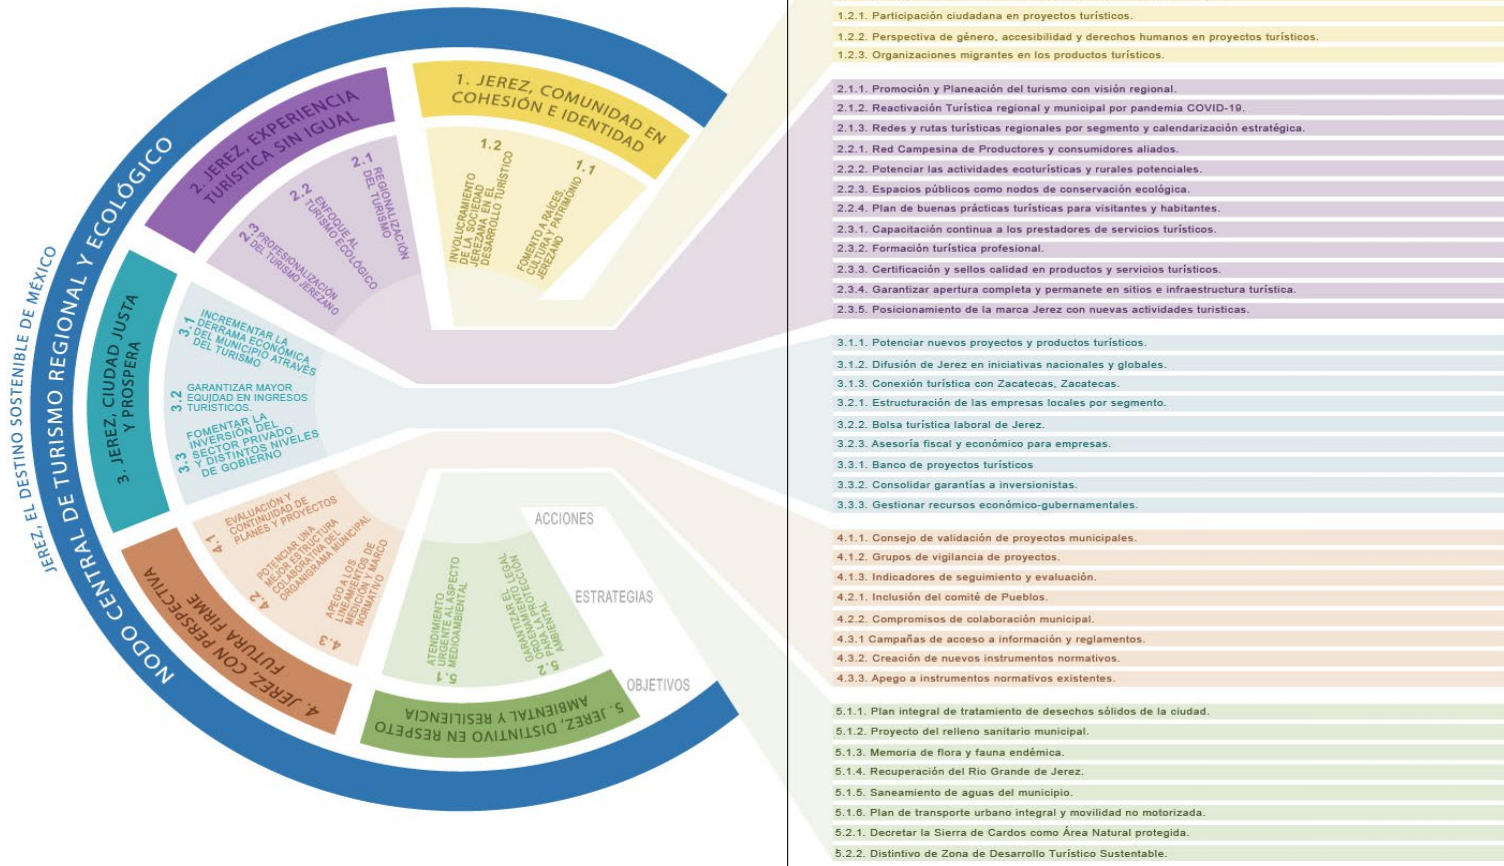 JEREZ, EL DESTINO SOSTENIBLE DE MÉXICO
NODO CENTRAL DE TURISMO REGIONAL Y ECOLÓGICO
1. JEREZ, COMUNIDAD EN
COHESIÓN E IDENTIDAD
1.1
FOMENTO A RAÍCES,
CULTURA Y PATRIMONIO
JEREZANO
1.2
INVOLUCRAMIENTO
DE LA SOCIEDAD
JEREZANA EN EL
DESARROLLO TURÍSTICO
2. JEREZ, EXPERIENCIA
TURÍSTICA SIN IGUAL
2.1
REGIONALIZACIÓN
DEL TURISMO
2.2
ENFOQUE AL
TURISMO ECOLÓGICO
2.3
PROFESIONALIZACIÓN
DEL TURISMO JEREZANO
3. JEREZ, CIUDAD JUSTA
Y PROSPERA
3.1
INCREMENTAR LA
DERRAMA ECONÓMICA
DEL MUNICIPIO ATRAVÉS
DEL TURISMO
3.2
GARANTIZAR MAYOR
EQUIDAD EN INGRESOS
TURÍSTICOS.
3.3
FOMENTAR LA
INVERSIÓN DEL
SECTOR PRIVADO
Y DISTINTOS NIVELES
DE GOBIERNO
4. JEREZ, CON PERSPECTIVA
FUTURA FIRME
4.1
EVALUACIÓN Y
CONTINUIDAD DE
PLANES Y PROYECTOS
4.2
POTENCIAR UNA
MEJOR ESTRUCTURA
COLABORATIVA DEL
ORGANIGRAMA MUNICIPAL
4.3
APEGO A LOS
LINEAMIENTOS DE
MEDICIÓN Y MARCO
NORMATIVO
5. JEREZ, DISTINTIVO EN RESPETO
AMBIENTAL Y RESILIENCIA
5.1
ATENDIMIENTO
URGENTE AL ASPECTO
MEDIOAMBIENTAL
5.2
GARANTIZAR EL
ORDENAMIENTO LEGAL
PARA LA PROTECCIÓN
AMBIENTAL
ACCIONES
ESTRATEGIAS
OBJETIVOS
1.2.1. Participación ciudadana en proyectos turísticos.
1.2.2. Perspectiva de género, accesibilidad y derechos humanos en proyectos turísticos.
1.2.3. Organizaciones migrantes en los productos turísticos.
2.1.1. Promoción y Planeación del turismo con visión regional.
2.1.2. Reactivación Turística regional y municipal por pandemia COVID-19.
2.1.3. Redes y rutas turísticas regionales por segmento y calendarización estratégica.
2.2.1. Red Campesina de Productores y consumidores aliados.
2.2.2. Potenciar las actividades ecoturísticas y rurales potenciales.
2.2.3. Espacios públicos como nodos de conservación ecológica.
2.2.4. Plan de buenas prácticas turísticas para visitantes y habitantes.
2.3.1. Capacitación continua a los prestadores de servicios turísticos.
2.3.2. Formación turística profesional.
2.3.3. Certificación y sellos calidad en productos y servicios turísticos.
2.3.4. Garantizar apertura completa y permanete en sitios e infraestructura turística.
2.3.5. Posicionamiento de la marca Jerez con nuevas actividades turisticas.
3.1.1. Potenciar nuevos proyectos y productos turísticos.
3.1.2. Difusión de Jerez en iniciativas nacionales y globales.
3.1.3. Conexión turística con Zacatecas, Zacatecas.
3.2.1. Estructuración de las empresas locales por segmento.
3.2.2. Bolsa turística laboral de Jerez.
3.2.3. Asesoría fiscal y económico para empresas.
3.3.1. Banco de proyectos turísticos
3.3.2. Consolidar garantías a inversionistas.
3.3.3. Gestionar recursos económico-gubernamentales.
4.1.1. Consejo de validación de proyectos municipales.
4.1.2. Grupos de vigilancia de proyectos.
4.1.3. Indicadores de seguimiento y evaluación.
4.2.1. Inclusión del comité de Pueblos.
4.2.2. Compromisos de colaboración municipal.
4.3.1 Campañas de acceso a información y reglamentos.
4.3.2. Creación de nuevos instrumentos normativos.
4.3.3. Apego a instrumentos normativos existentes.
5.1.1. Plan integral de tratamiento de desechos sólidos de la ciudad.
5.1.2. Proyecto del relleno sanitario municipal.
5.1.3. Memoria de flora y fauna endémica.
5.1.4. Recuperación del Rio Grande de Jerez.
5.1.5. Saneamiento de aguas del municipio.
5.1.6. Plan de transporte urbano integral y movilidad no motorizada.
5.2.1. Decretar la Sierra de Cardos como Área Natural protegida.
5.2.2. Distintivo de Zona de Desarrollo Turístico Sustentable.